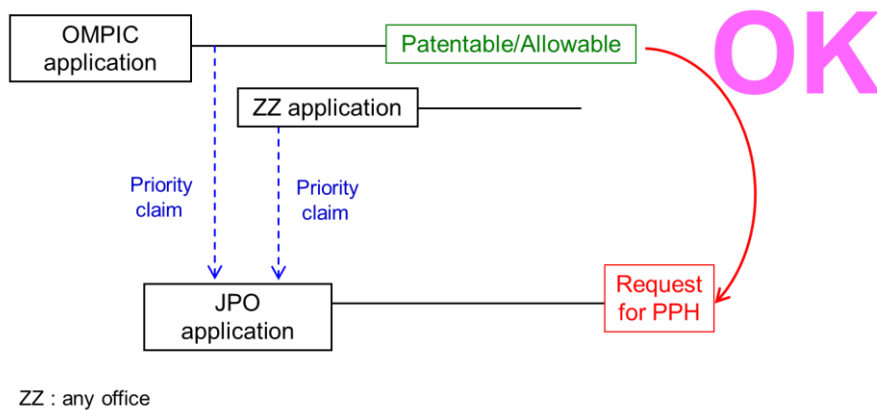 OMPIC
application
Patentable/Allowable
OK
ZZ application
Priority
claim
Priority
claim
JPO
application
Request
for PPH
ZZ : any office